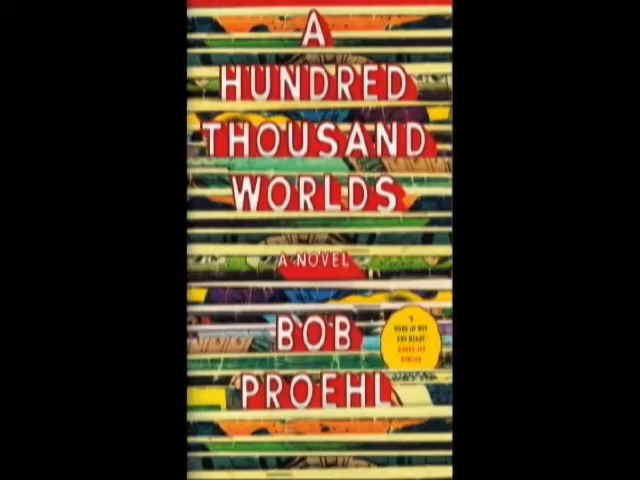 A
HUNDRED
THOUSAND
WORLDS
A NOVEL
BOB
PROEHL